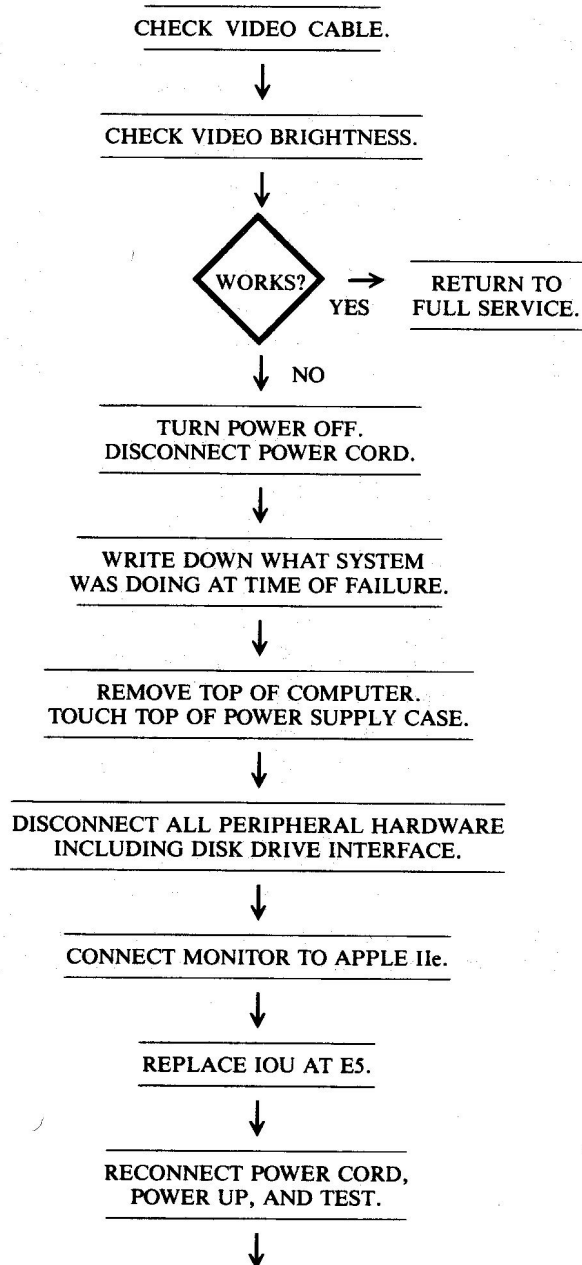 CHECK VIDEO CABLE.
CHECK VIDEO BRIGHTNESS.
WORKS?
YES
RETURN TO
FULL SERVICE.
NO
TURN POWER OFF.
DISCONNECT POWER CORD.
WRITE DOWN WHAT SYSTEM
WAS DOING AT TIME OF FAILURE.
REMOVE TOP OF COMPUTER.
TOUCH TOP OF POWER SUPPLY CASE.
DISCONNECT ALL PERIPHERAL HARDWARE
INCLUDING DISK DRIVE INTERFACE.
CONNECT MONITOR TO APPLE IIe.
REPLACE IOU AT E5.
RECONNECT POWER CORD,
POWER UP, AND TEST.